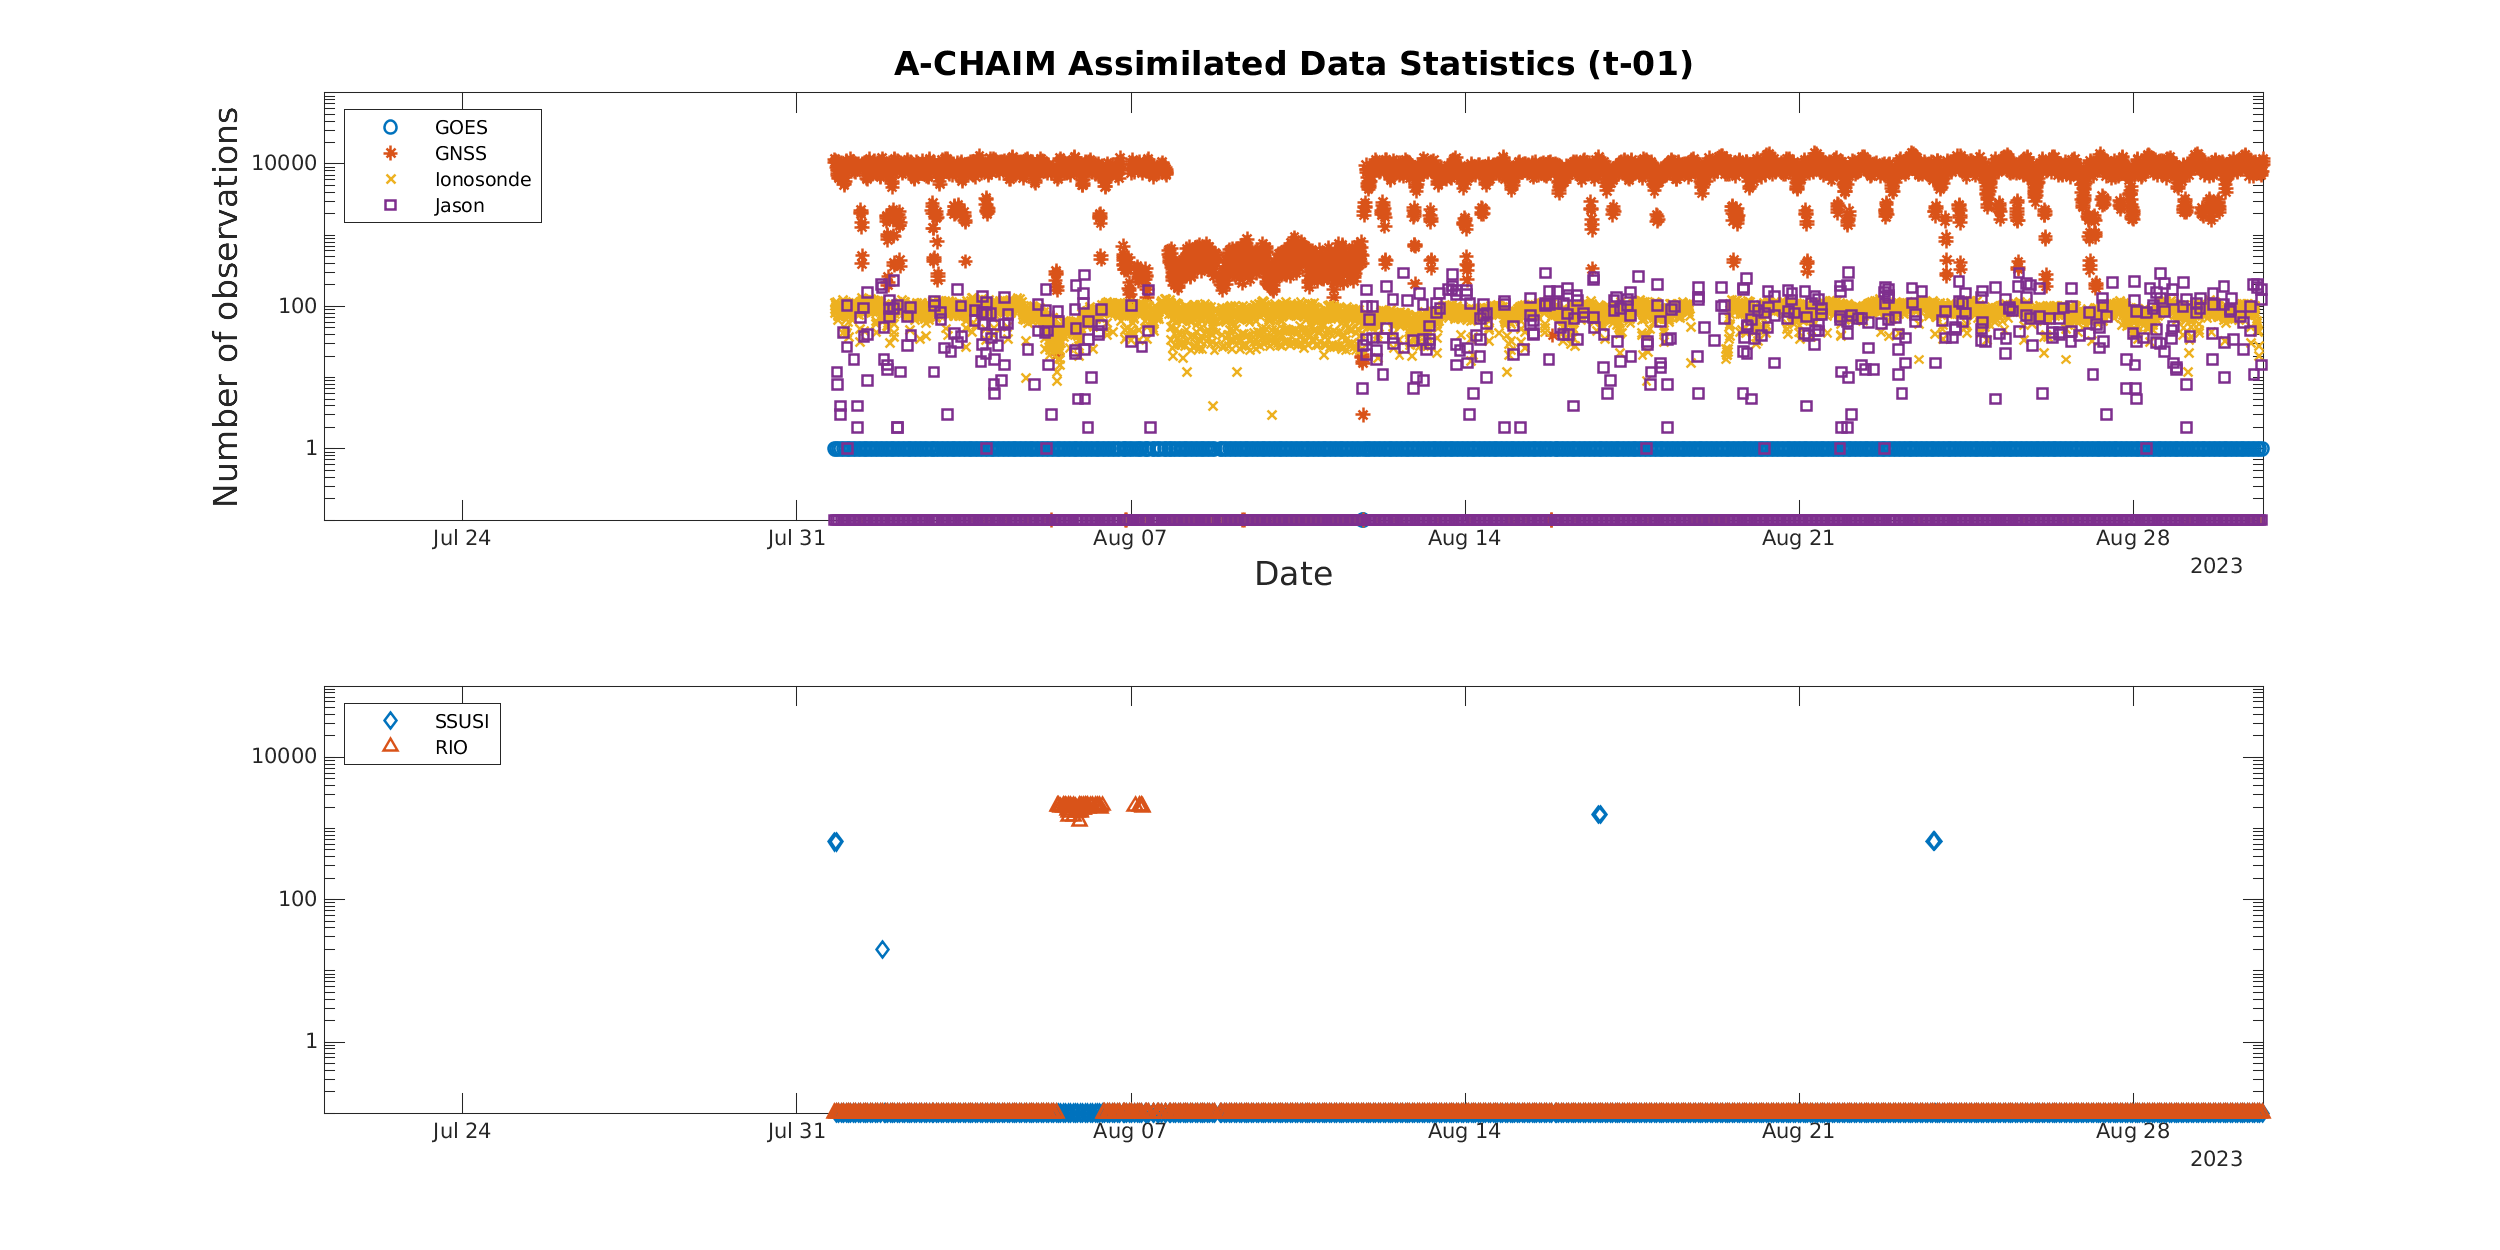 A-CHAIM Assimilated Data Statistics (t-01)
Number of observations
10000
100
1
GOES
GNSS
Ionosonde
Jason
Jul 24
Jul 31
Aug 07
Aug 14
Aug 21
Aug 28
2023
Date
10000
100
1
SSUSI
RIO
Jul 24
Jul 31
Aug 07
Aug 14
Aug 21
Aug 28
2023